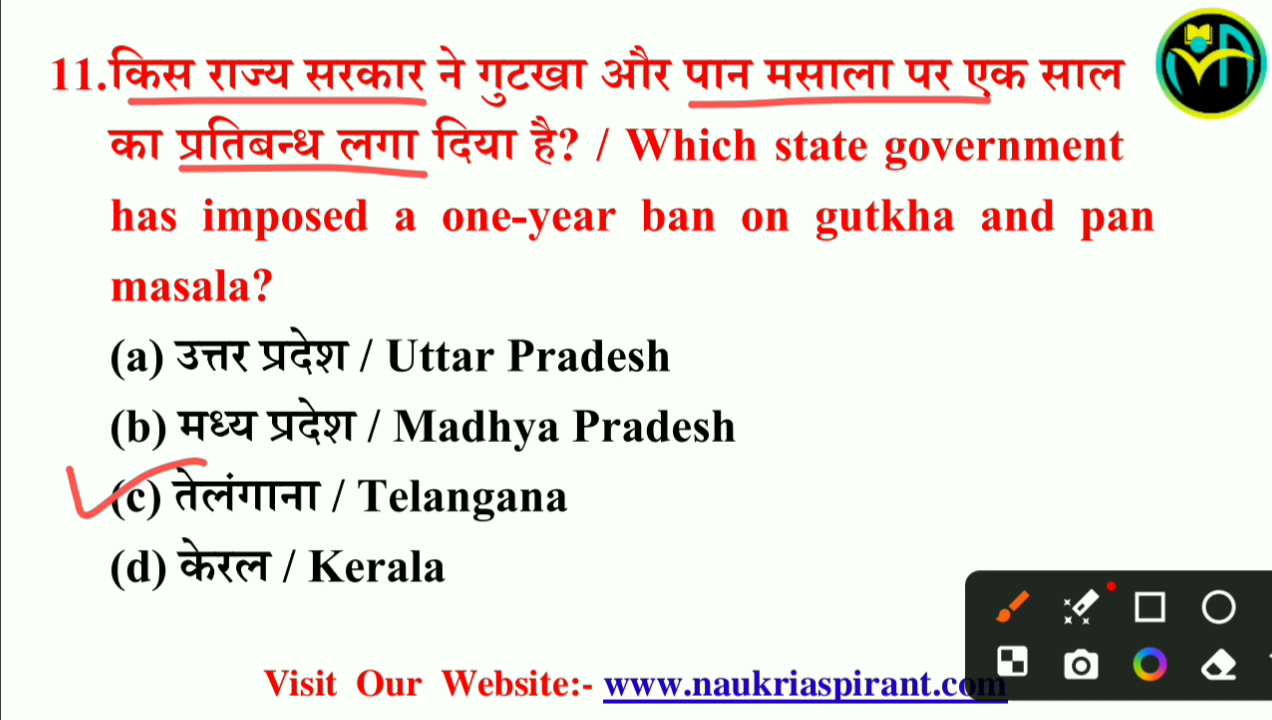 11.किस राज्य सरकार ने गुटखा और पान मसाला पर एक साल
का प्रतिबन्ध लगा दिया है? / Which state government
has imposed a one-year ban on gutkha and pan
masala?
(a) उत्तर प्रदेश / Uttar Pradesh
(b) मध्य प्रदेश / Madhya Pradesh
(c) तेलंगाना / Telangana
(d) केरल / Kerala
Visit Our Website:- www.naukriaspirant.com